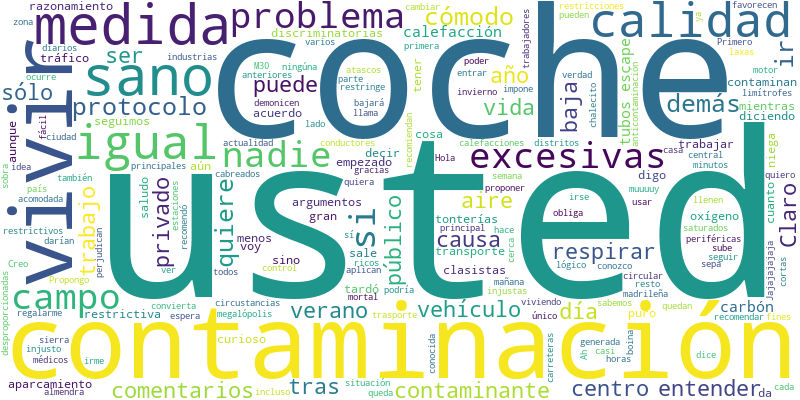 razonamiento
medida
problema
cómodo
calidad
coche
usted
contaminación
sano
vivir
igual
campo
zona
diarios
tráfico
industrias
ser
sólo
protocolo
seguimos
discriminatorias
varios
calefacción
cambiar
primera
M30
ningúna
anteriores
parte
restringe
atascos
tener
puede
demonicen
bajará
llama
año
poder
entrar
invierno
verdad
impone
chalecito
trabajadores
restricciones
pueden
ya
favorecen
Primero
laxas
ir
motor
contaminan
limítrofes
demás
mientras
diciendo
tubos escape
anticontaminación
baja
vida
acuerdo
lado
actualidad
conductores
cosa
recomiendan
calefacciones
distritos
casa
trabajar
central
minutos
niega
cuanto
aunque
fácil
ocurre
ciudad
idea
principales
aún
nadie
empezado
decir
Hola
excesivas
digo
muuuuy
quiero
sobra
también
país
acomodada
restrictivos
darían
perjudican
trabajo
saludo
estaciones
recomendó
privado
quiere
cabreados
argumentos
gracias
quiera
gran
menos
voy
sino
sí
si
público
aire
semana
proponer
principal
tonterías
hace
cerca
irse
obliga
usar
oxígeno
llenen
saturados
periféricas
sube
seguir
Claro
Jajajajajaja
cortas
desproporcionadas
Creo
Propongo
ver
control
todos
sale
ricos
aplican
causa
transporte
clasistas
mañana
injustas
lógico
conozco
respirar
circular
resto
madrileña
sepa
regalarme
restrictiva
convierta
espera
circunstancias
megalópolis
verano
tardó
mortal
podría
vehículo
trasporte
viviendo
único
sabemos
quedan
día
carbón
puro
recomendar
fines
sierra
injusto
médicos
irme
curioso
conocida
carreteras
Ah
generada
casi
horas
boina
dice
aparcamiento
almendra
comentarios
incluso
tras
situación
queda
contaminante
centro
entender
da
cada